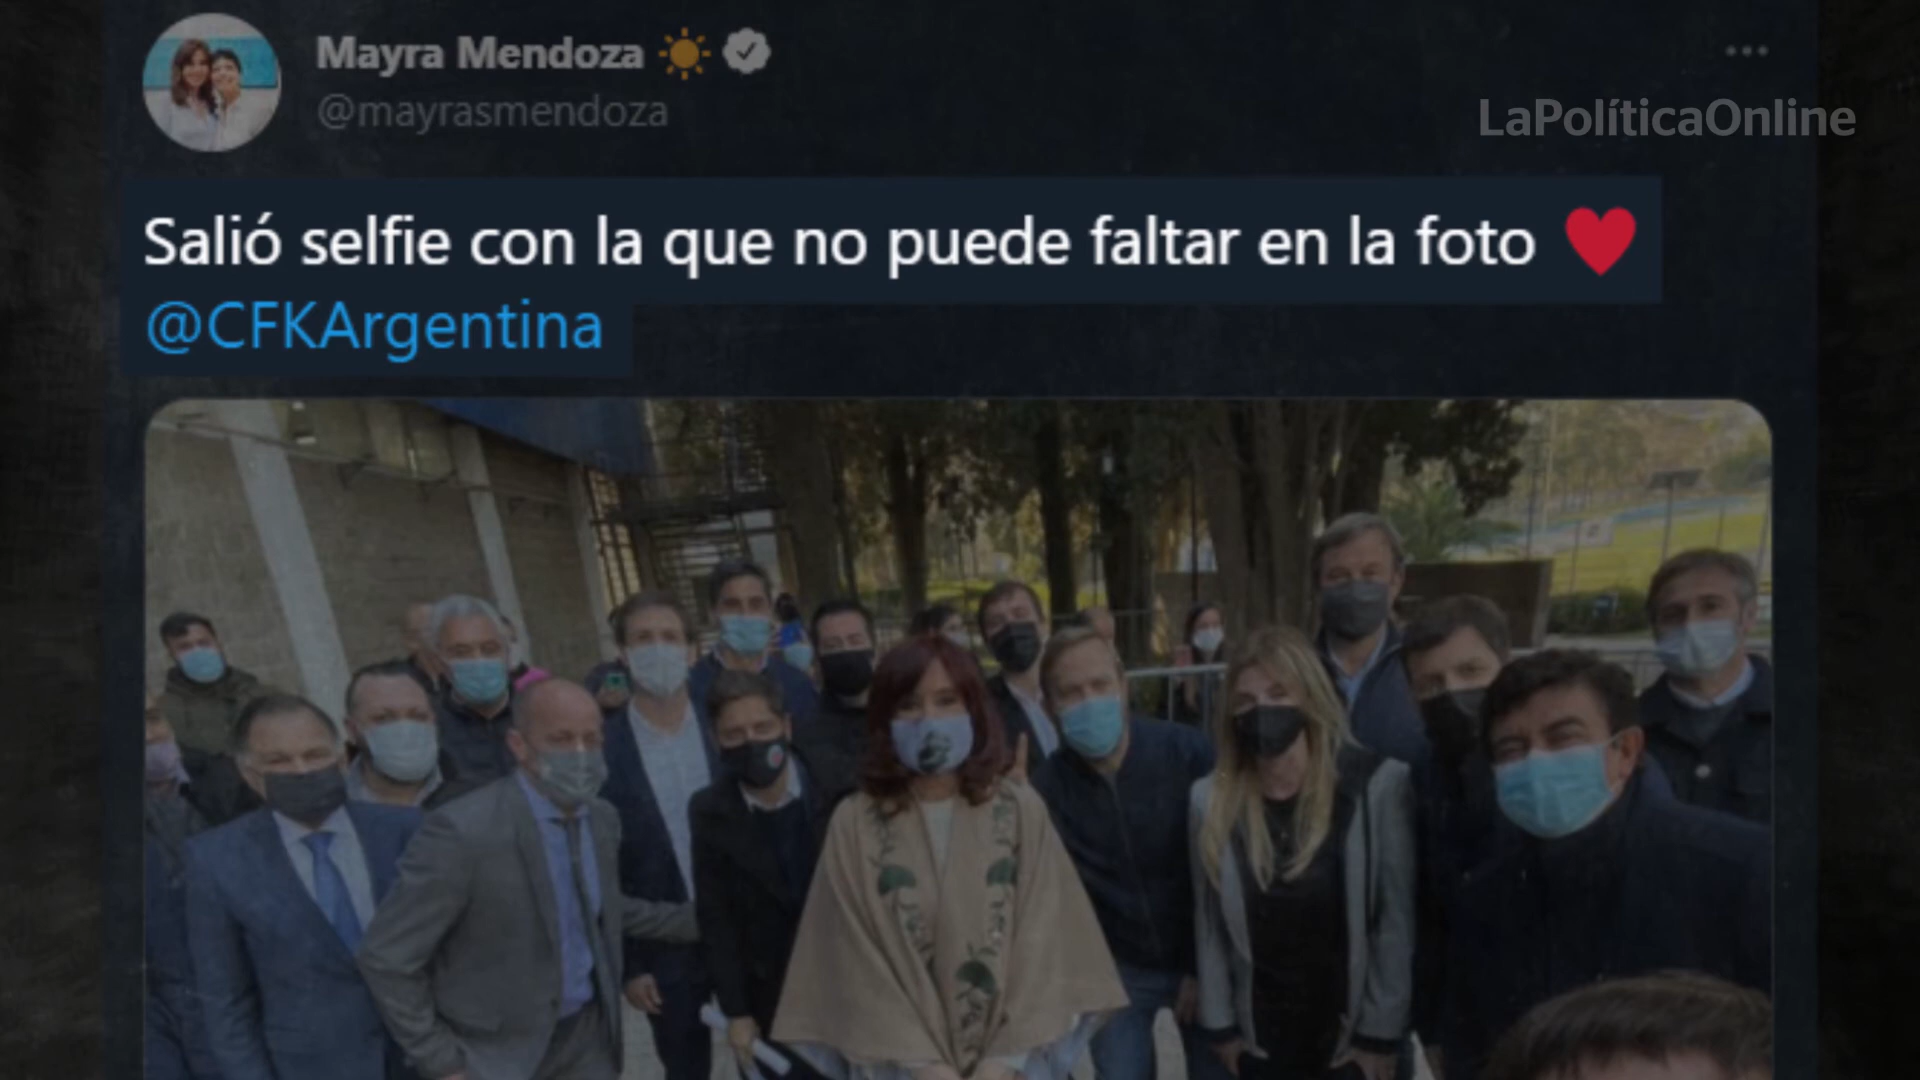 Mayra Mendoza
@mayrasmendoza
LaPolíticaOnline
Salió selfie con la que no puede faltar en la foto
@CFKArgentina